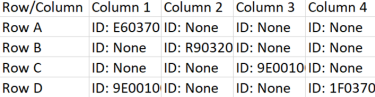 Row/Column Column 1 Column 2 Column 3 Column 4
Row A ID: E60370 ID: None ID: None ID: None
Row B ID: None ID: R90320 ID: None ID: None
Row C ID: None ID: None ID: 9E0010 ID: None
Row D ID: 9E0010 ID: None ID: None ID: 1F0370